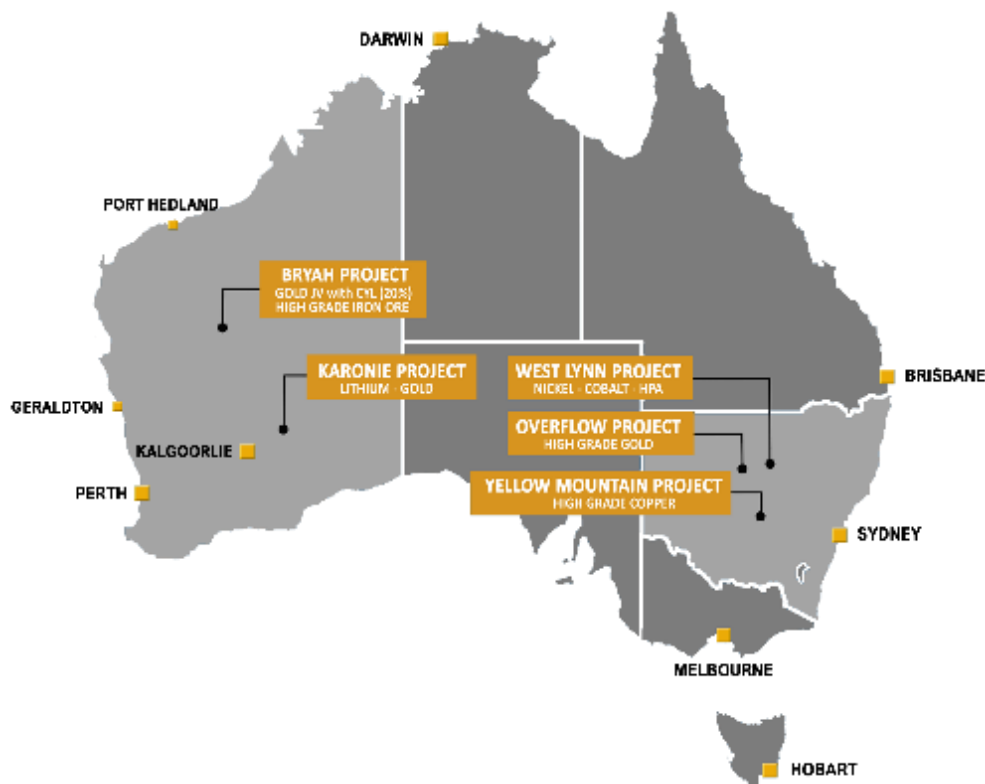 DARWIN
PORT HEDLAND
BRYAH PROJECT
GOLD JV with CYL (20%)
HIGH GRADE IRON ORE
KARONIE PROJECT
LITHIUM - GOLD
WEST LYNN PROJECT
NICKEL - COBALT - HPA
BRISBANE
GERALDTON
OVERFLOW PROJECT
HIGH GRADE GOLD
KALGOORLIE
YELLOW MOUNTAIN PROJECT
HIGH GRADE COPPER
PERTH
SYDNEY
MELBOURNE
HOBART